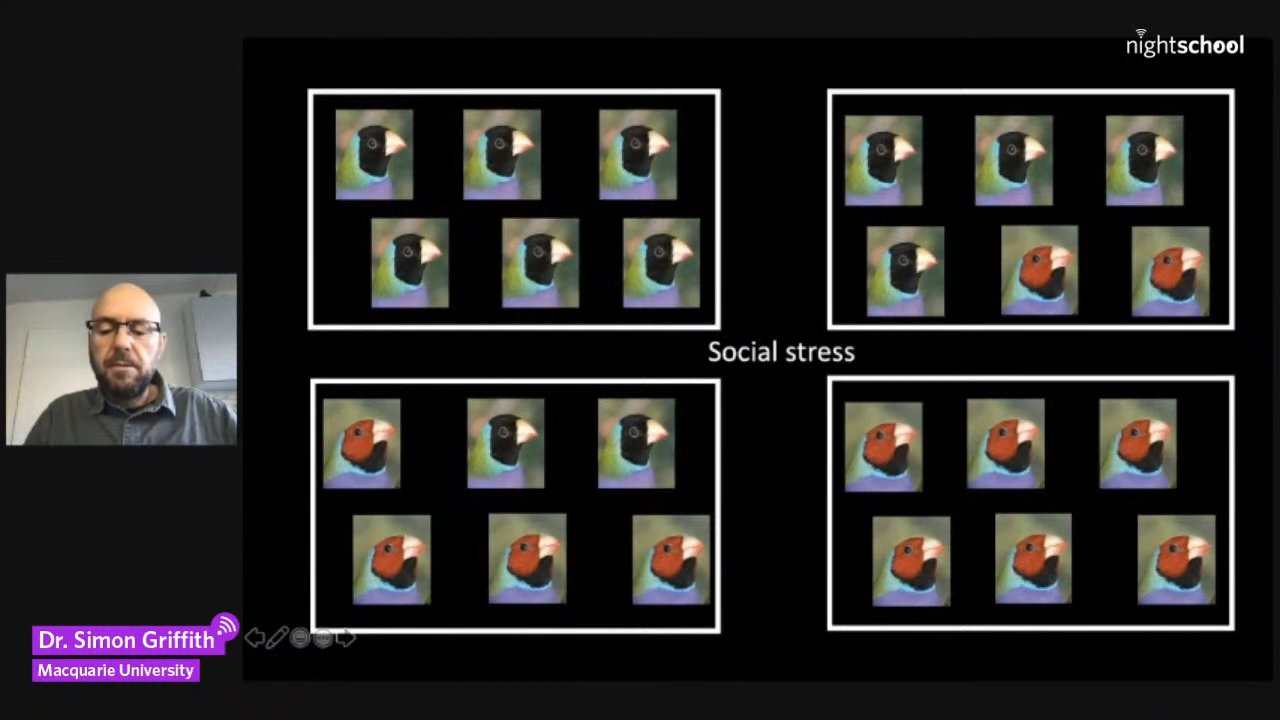 nightschool
Social stress
Dr. Simon Griffith
Macquarie University